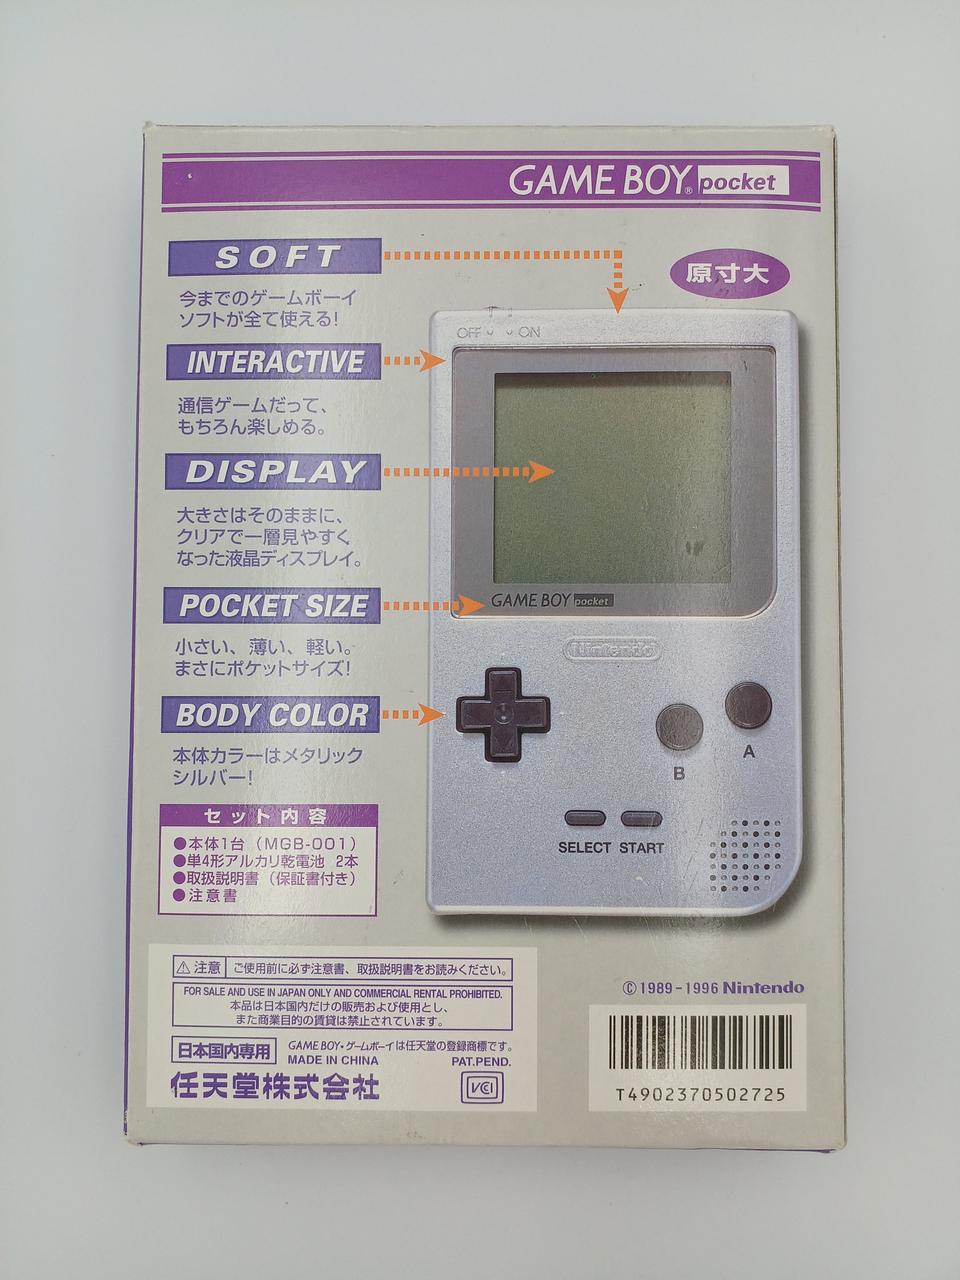 GAME BOY® pocket
SOFT
今までのゲームボーイ
ソフトが全て使える!
原寸大
OFF ON
INTERACTIVE
通信ゲームだって、
もちろん楽しめる。
DISPLAY
大きさはそのままに、
クリアで一層見やすく
なった液晶ディスプレイ。
POCKET SIZE
小さい、薄い、軽い。
まさにポケットサイズ!
GAME BOY pocket
Nintendo
BODY COLOR
本体カラーはメタリック
シルバー!
B
A
SELECT START
セット内容
●本体1台(MGB-001)
●単4形アルカリ乾電池 2本
●取扱説明書(保証書付き)
●注意書
⚠注意 ご使用前に必ず注意書、取扱説明書をお読みください。
FOR SALE AND USE IN JAPAN ONLY AND COMMERCIAL RENTAL PROHIBITED.
本品は日本国内だけの販売および使用とし、
また商業目的の賃貸は禁止されています。
日本国内専用
GAME BOY・ゲームボーイは任天堂の登録商標です。
MADE IN CHINA PAT.PEND.
任天堂株式会社
VCI
©1989-1996 Nintendo
T4902370502725